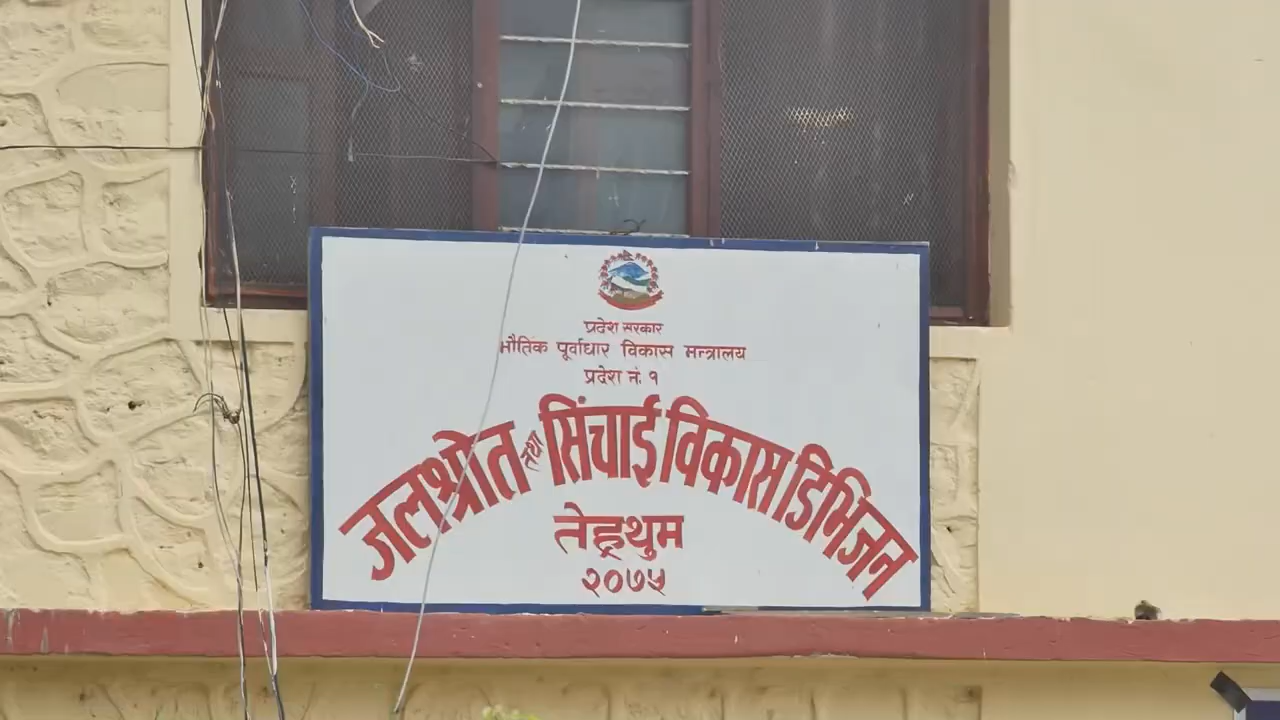 प्रदेश सरकार
भौतिक पूर्वाधार विकास मन्त्रालय
प्रदेश नं: १
जलश्रोत तथा सिंचाई विकास डिभिजन
तेह्रथुम
२०७५